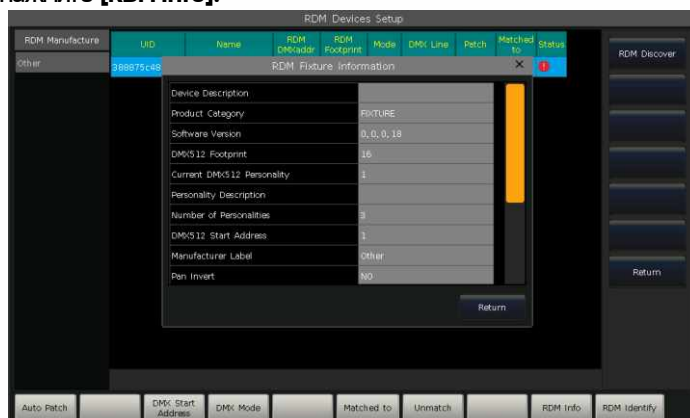 [RDM Info].
RDM Devices Setup
RDM Manufacture
UID
Name
RDM DMXaddr
RDM Footprint
Mode
DMX Line
Patch
Matched to
Status
RDM Discover
Other
RDM Fixture Information
Device Description
Product Category FIXTURE
Software Version 0, 0, 0, 18
DMX512 Footprint 16
Current DMX512 Personality 1
Personality Description
Number of Personalities 3
DMX512 Start Address 1
Manufacturer Label Other
Pan Invert NO
Return
Return
Auto Patch
DMX Start Address
DMX Mode
Matched to
Unmatch
RDM Info
RDM Identify